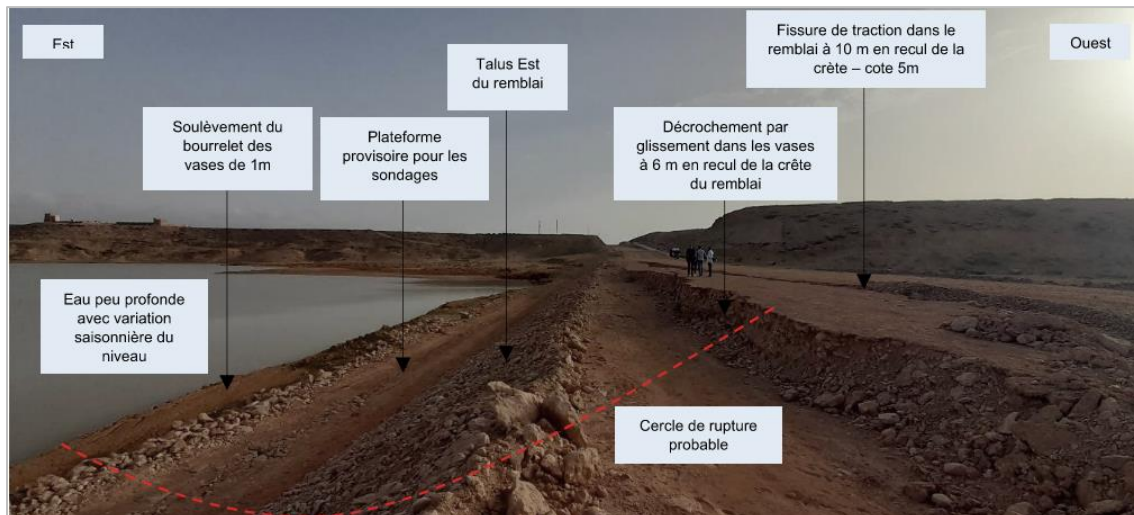 Est
Ouest
Fissure de traction dans le
remblai à 10 m en recul de la
crète – cote 5m
Talus Est
du remblai
Soulèvement du
bourrelet des
vases de 1m
Plateforme
provisoire pour les
sondages
Décrochement par
glissement dans les vases
à 6 m en recul de la crête
du remblai
Eau peu profonde
avec variation
saisonnière du
niveau
Cercle de rupture
probable